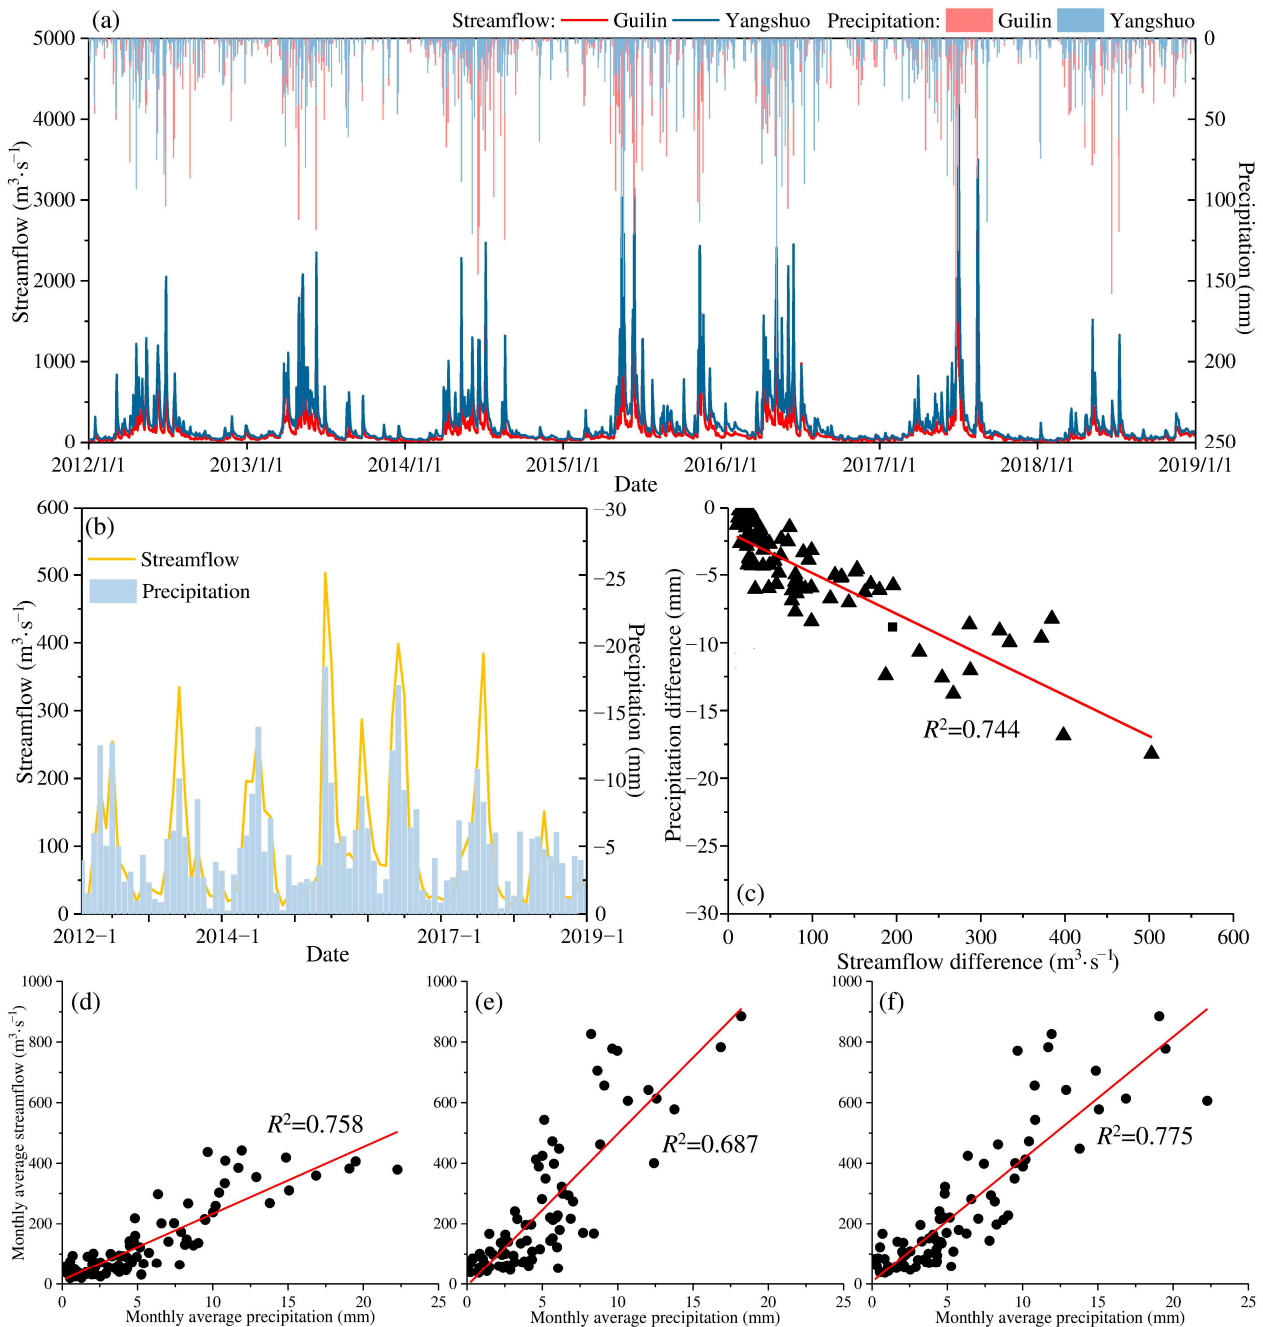 (a) Streamflow: Guilin Yangshuo Precipitation: Guilin Yangshuo
5000 0
4000 50
3000 100
2000 150
1000 200
0 250
Streamflow (m³·s⁻¹)
Precipitation (mm)
2012/1/1 2013/1/1 2014/1/1 2015/1/1 2016/1/1 2017/1/1 2018/1/1 2019/1/1
Date
(b)
Streamflow
Precipitation
600 −30
500 −25
400 −20
300 −15
200 −10
100 −5
0 0
Streamflow (m³·s⁻¹)
Precipitation (mm)
2012−1 2014−1 2017−1 2019−1
Date
0
−5
−10
−15
−20
−25
−30
Precipitation difference (mm)
R²=0.744
(c)
0 100 200 300 400 500 600
Streamflow difference (m³·s⁻¹)
(d)
1000
800
600
400
200
0
Monthly average streamflow (m³·s⁻¹)
R²=0.758
0 5 10 15 20 25
Monthly average precipitation (mm)
(e)
1000
800
600
400
200
0
R²=0.687
0 5 10 15 20 25
Monthly average precipitation (mm)
(f)
1000
800
600
400
200
0
R²=0.775
0 5 10 15 20 25
Monthly average precipitation (mm)